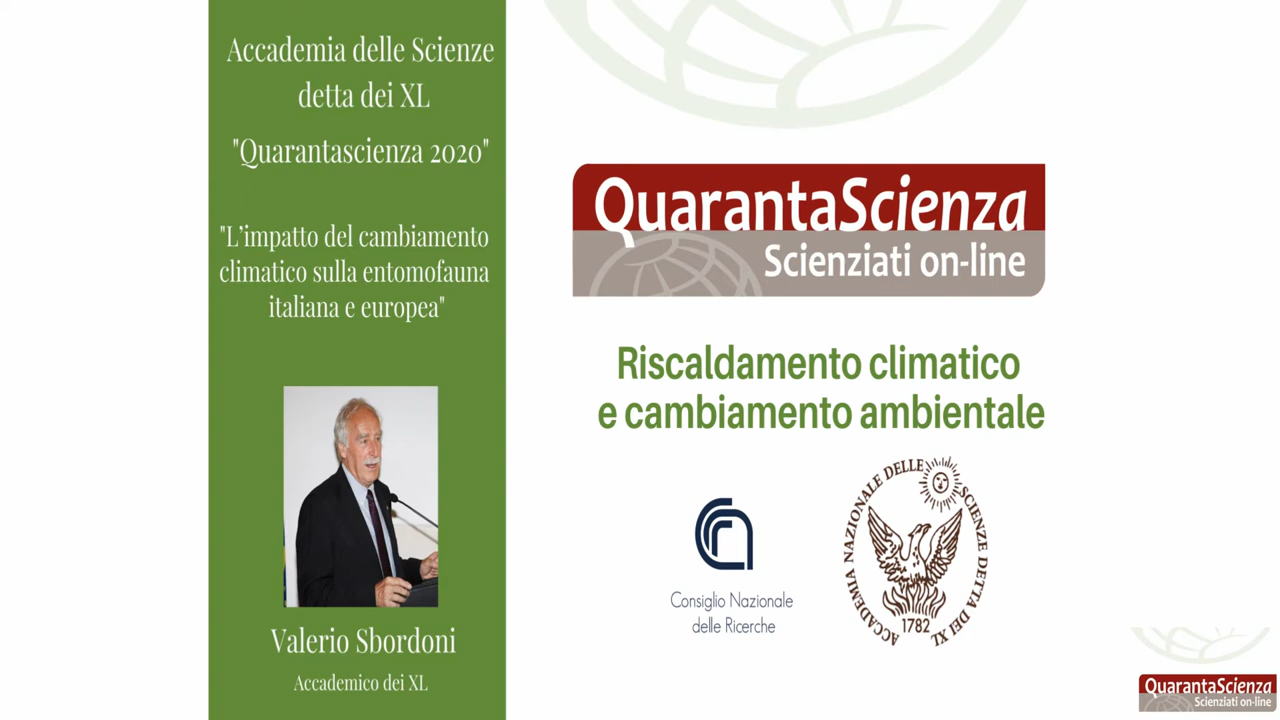 Accademia delle Scienze
detta dei XL
"Quarantascienza 2020"
"L'impatto del cambiamento
climatico sulla entomofauna
italiana e europea"
Valerio Sbordoni
Accademico dei XL
QuarantaScienza
Scienziati on-line
Riscaldamento climatico
e cambiamento ambientale
Consiglio Nazionale
delle Ricerche
ACCADEMIA NAZIONALE DELLE SCIENZE DETTA DEI XL
1782
QuarantaScienza
Scienziati on-line